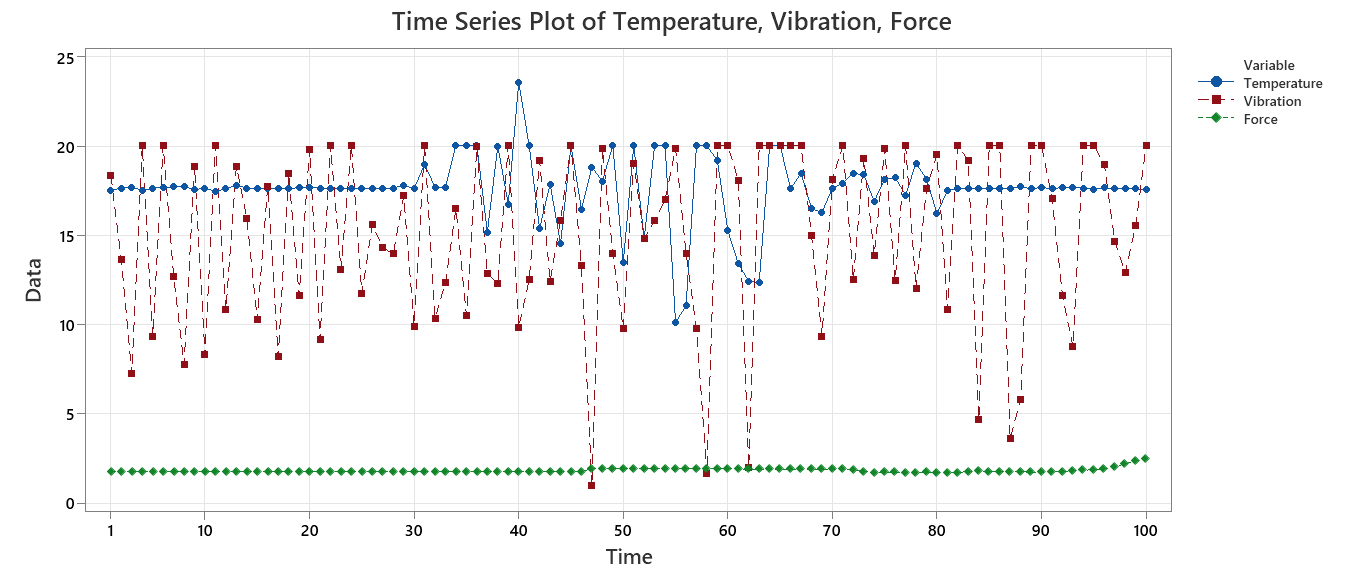 Time Series Plot of Temperature, Vibration, Force
25
20
15
10
5
0
Data
1 10 20 30 40 50 60 70 80 90 100
Time
Variable
Temperature
Vibration
Force